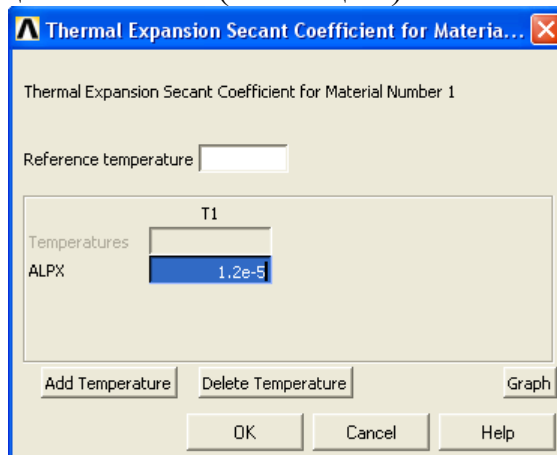 Thermal Expansion Secant Coefficient for Materia...
Thermal Expansion Secant Coefficient for Material Number 1
Reference temperature
T1
Temperatures
ALPX 1.2e-5
Add Temperature Delete Temperature Graph
OK Cancel Help